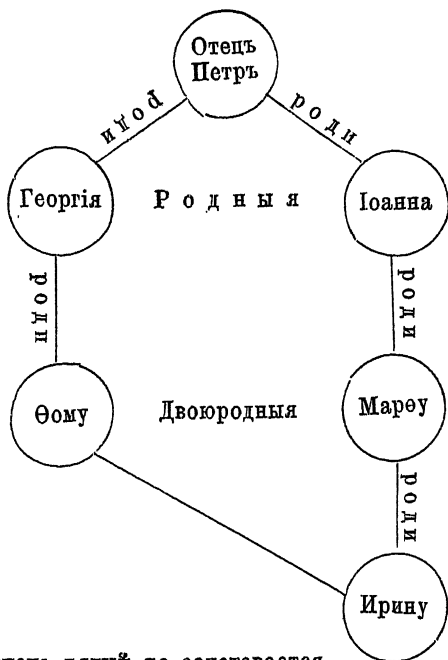 Отецъ
Петръ
роди
роди
Георгія
Родныя
Іоанна
роди
роди
Ѳому
Двоюродныя
Марѳу
роди
Ирину